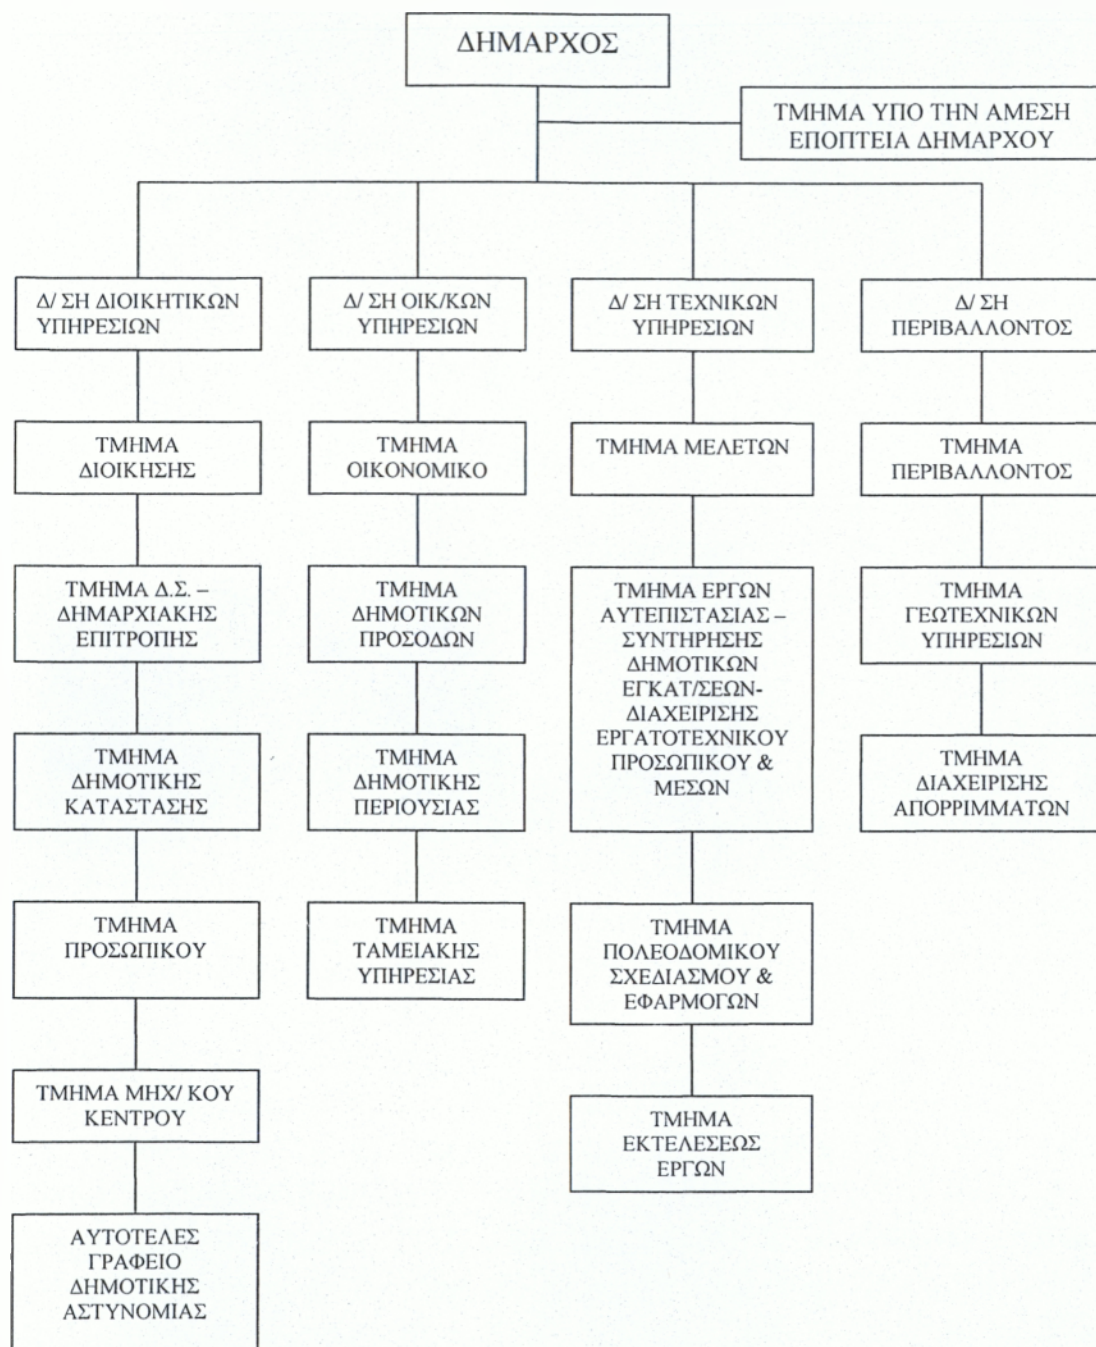 ΔΗΜΑΡΧΟΣ
ΤΜΗΜΑ ΥΠΟ ΤΗΝ ΑΜΕΣΗ
ΕΠΟΠΤΕΙΑ ΔΗΜΑΡΧΟΥ
Δ/ ΣΗ ΔΙΟΙΚΗΤΙΚΩΝ
ΥΠΗΡΕΣΙΩΝ
ΤΜΗΜΑ
ΔΙΟΙΚΗΣΗΣ
ΤΜΗΜΑ Δ.Σ. –
ΔΗΜΑΡΧΙΑΚΗΣ
ΕΠΙΤΡΟΠΗΣ
ΤΜΗΜΑ
ΔΗΜΟΤΙΚΗΣ
ΚΑΤΑΣΤΑΣΗΣ
ΤΜΗΜΑ
ΠΡΟΣΩΠΙΚΟΥ
ΤΜΗΜΑ ΜΗΧ/ ΚΟΥ
ΚΕΝΤΡΟΥ
ΑΥΤΟΤΕΛΕΣ
ΓΡΑΦΕΙΟ
ΔΗΜΟΤΙΚΗΣ
ΑΣΤΥΝΟΜΙΑΣ
Δ/ ΣΗ ΟΙΚ/ΚΩΝ
ΥΠΗΡΕΣΙΩΝ
ΤΜΗΜΑ
ΟΙΚΟΝΟΜΙΚΟ
ΤΜΗΜΑ
ΔΗΜΟΤΙΚΩΝ
ΠΡΟΣΟΔΩΝ
ΤΜΗΜΑ
ΔΗΜΟΤΙΚΗΣ
ΠΕΡΙΟΥΣΙΑΣ
ΤΜΗΜΑ
ΤΑΜΕΙΑΚΗΣ
ΥΠΗΡΕΣΙΑΣ
Δ/ ΣΗ ΤΕΧΝΙΚΩΝ
ΥΠΗΡΕΣΙΩΝ
ΤΜΗΜΑ ΜΕΛΕΤΩΝ
ΤΜΗΜΑ ΕΡΓΩΝ
ΑΥΤΕΠΙΣΤΑΣΙΑΣ –
ΣΥΝΤΗΡΗΣΗΣ
ΔΗΜΟΤΙΚΩΝ
ΕΓΚΑΤ/ΣΕΩΝ-
ΔΙΑΧΕΙΡΙΣΗΣ
ΕΡΓΑΤΟΤΕΧΝΙΚΟΥ
ΠΡΟΣΩΠΙΚΟΥ &
ΜΕΣΩΝ
ΤΜΗΜΑ
ΠΟΛΕΟΔΟΜΙΚΟΥ
ΣΧΕΔΙΑΣΜΟΥ &
ΕΦΑΡΜΟΓΩΝ
ΤΜΗΜΑ
ΕΚΤΕΛΕΣΕΩΣ
ΕΡΓΩΝ
Δ/ ΣΗ
ΠΕΡΙΒΑΛΛΟΝΤΟΣ
ΤΜΗΜΑ
ΠΕΡΙΒΑΛΛΟΝΤΟΣ
ΤΜΗΜΑ
ΓΕΩΤΕΧΝΙΚΩΝ
ΥΠΗΡΕΣΙΩΝ
ΤΜΗΜΑ
ΔΙΑΧΕΙΡΙΣΗΣ
ΑΠΟΡΡΙΜΜΑΤΩΝ